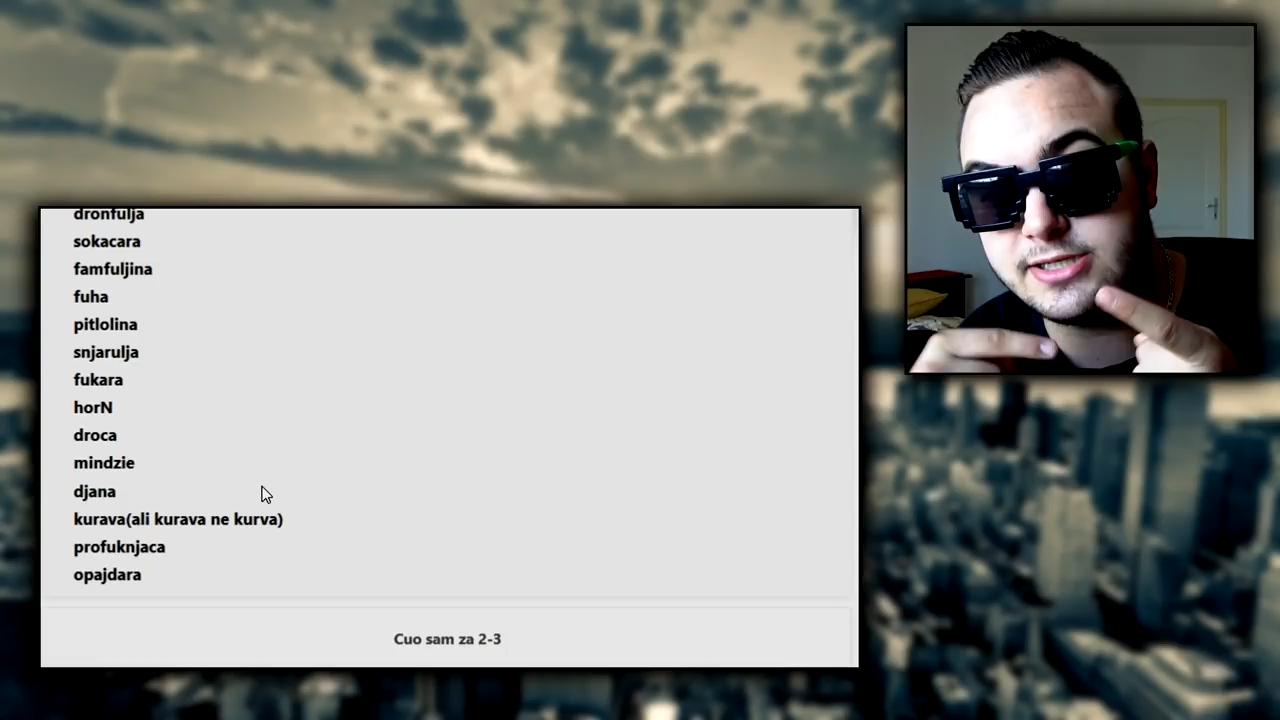 dronfulja
sokacara
famfuljina
fuha
pitlolina
snjarulja
fukara
horN
droca
mindzie
djana
kurava(ali kurava ne kurva)
profuknjaca
opajdara
Cuo sam za 2-3